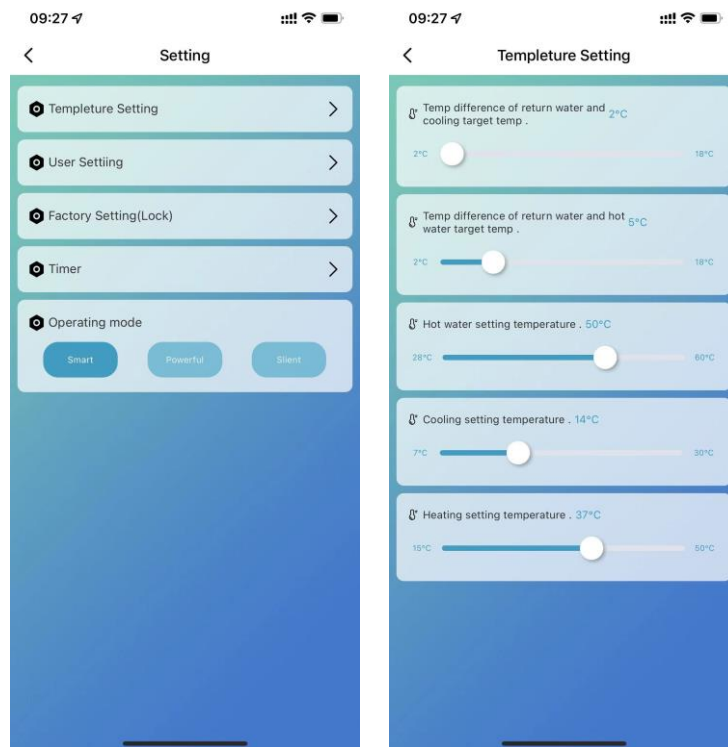 09:27
Setting
Templeture Setting
User Settiing
Factory Setting(Lock)
Timer
Operating mode
Smart
Powerful
Silent
09:27
Templeture Setting
Temp difference of return water and
cooling target temp . 2°C
2°C 18°C
Temp difference of return water and hot
water target temp . 5°C
2°C 18°C
Hot water setting temperature . 50°C
28°C 60°C
Cooling setting temperature . 14°C
7°C 30°C
Heating setting temperature . 37°C
15°C 50°C